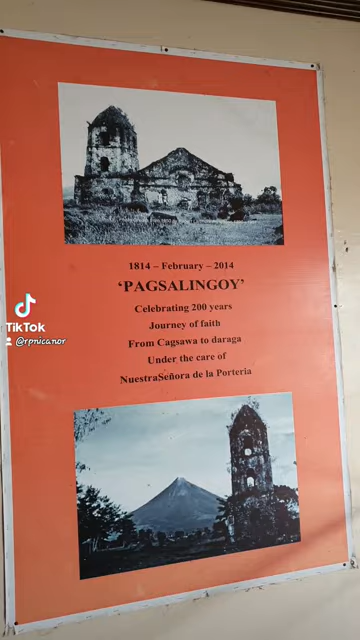 1814 – February – 2014
'PAGSALINGOY'
Celebrating 200 years
Journey of faith
From Cagsawa to daraga
Under the care of
NuestraSeñora de la Porteria
TikTok
@rpnicanor